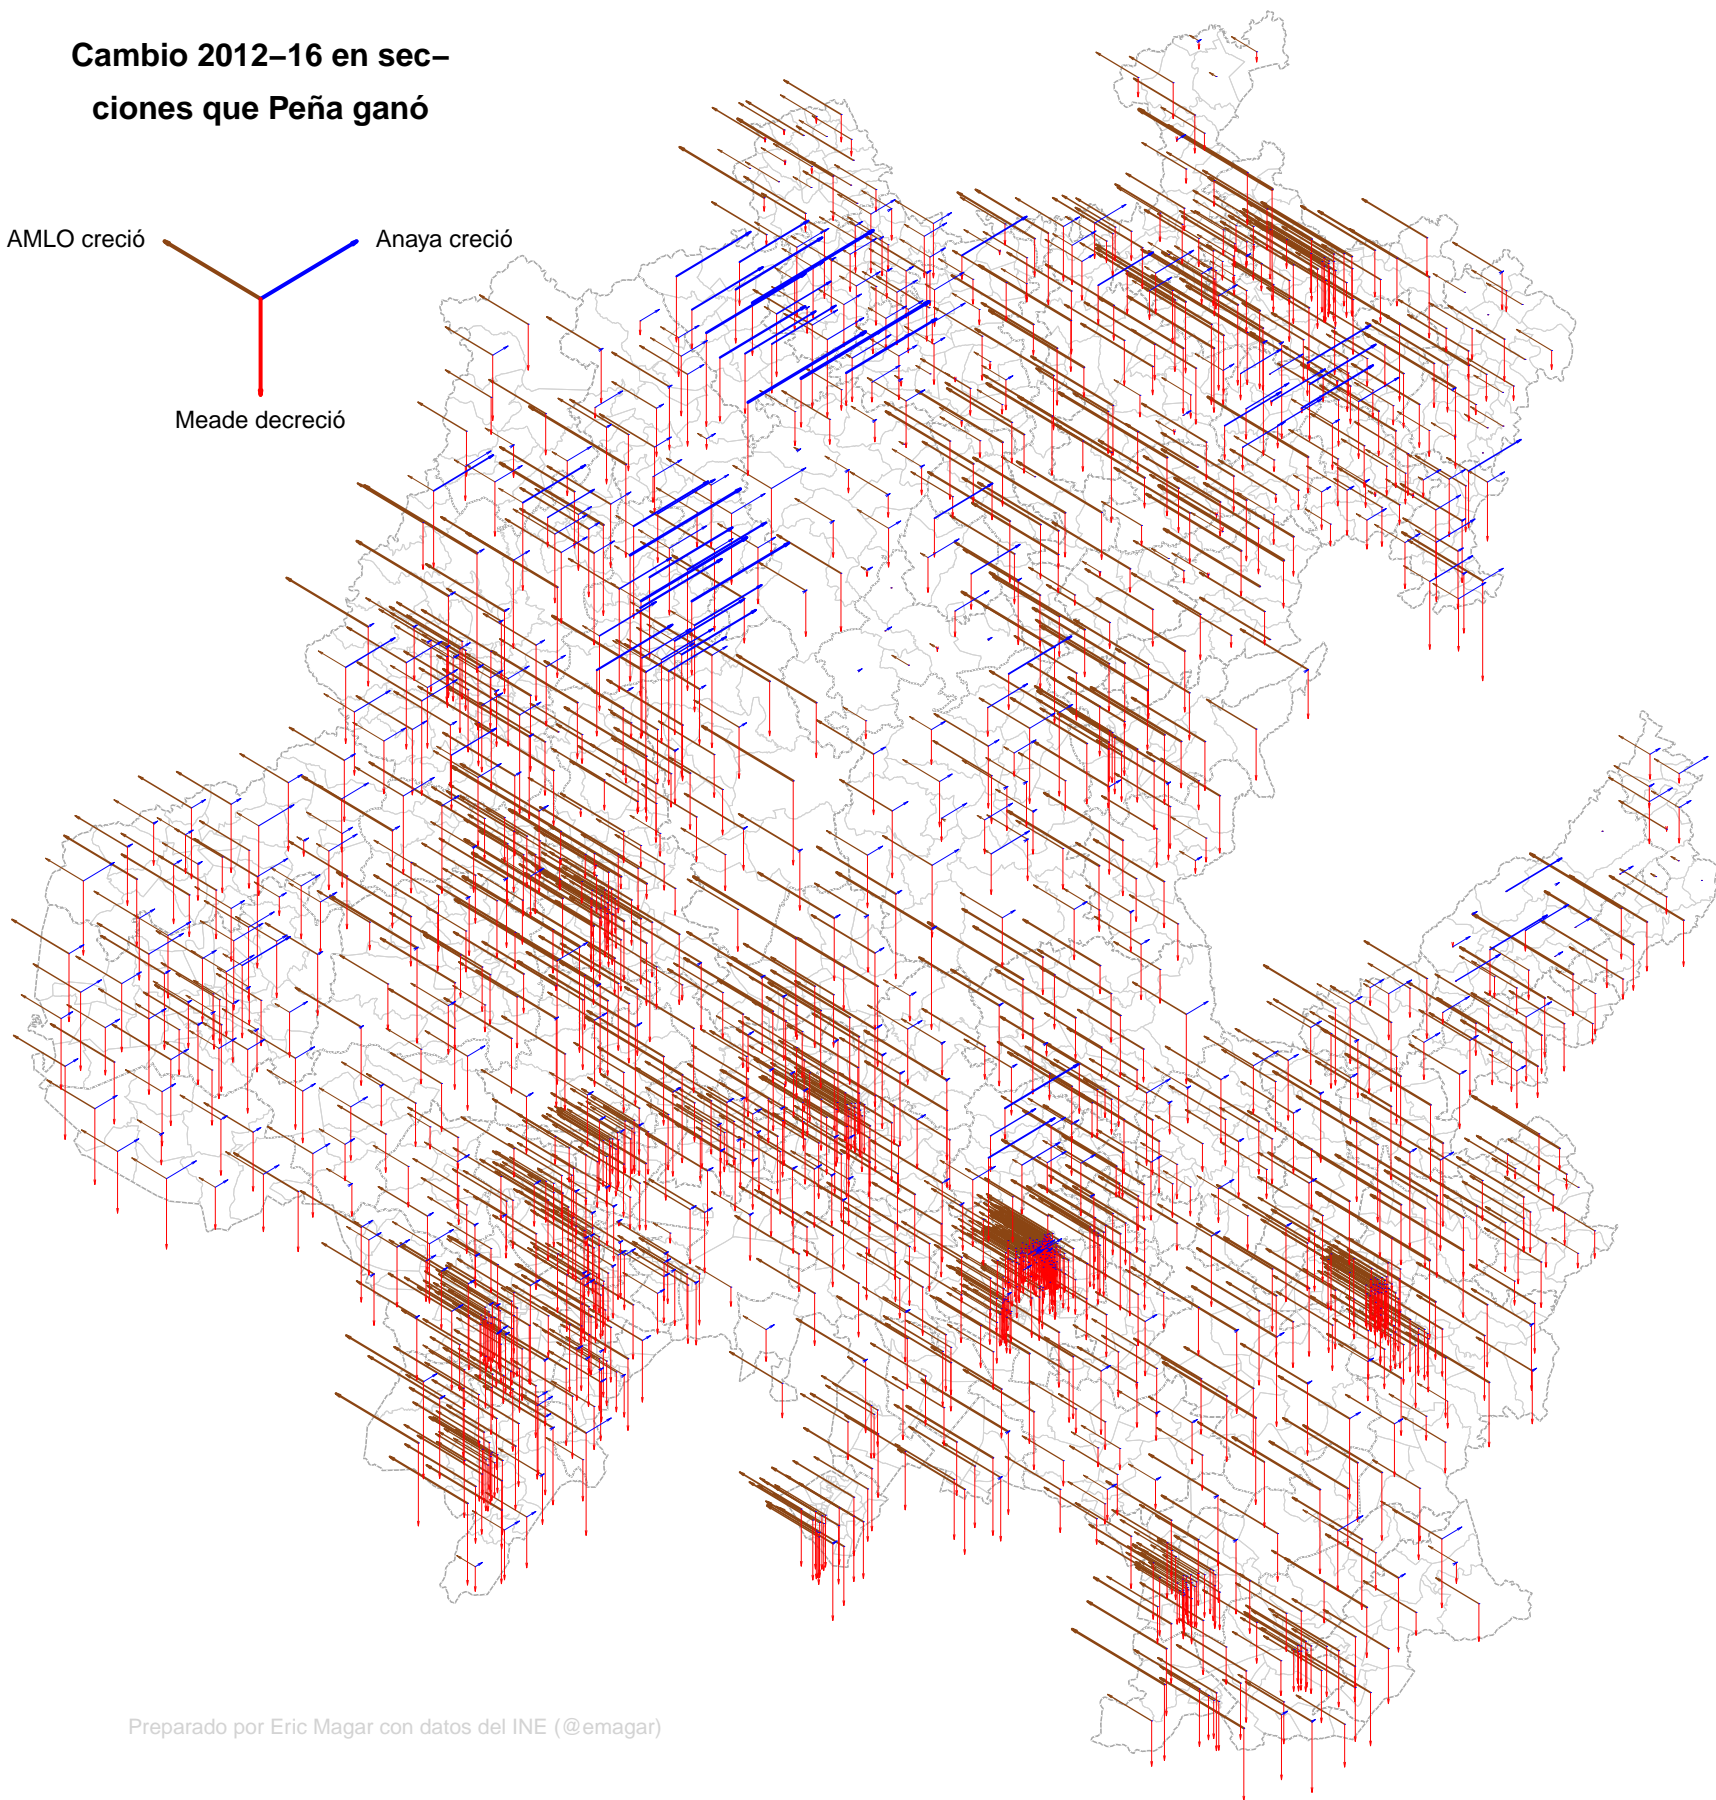 Cambio 2012–16 en sec–
ciones que Peña ganó
AMLO creció
Anaya creció
Meade decreció
Preparado por Eric Magar con datos del INE (@emagar)